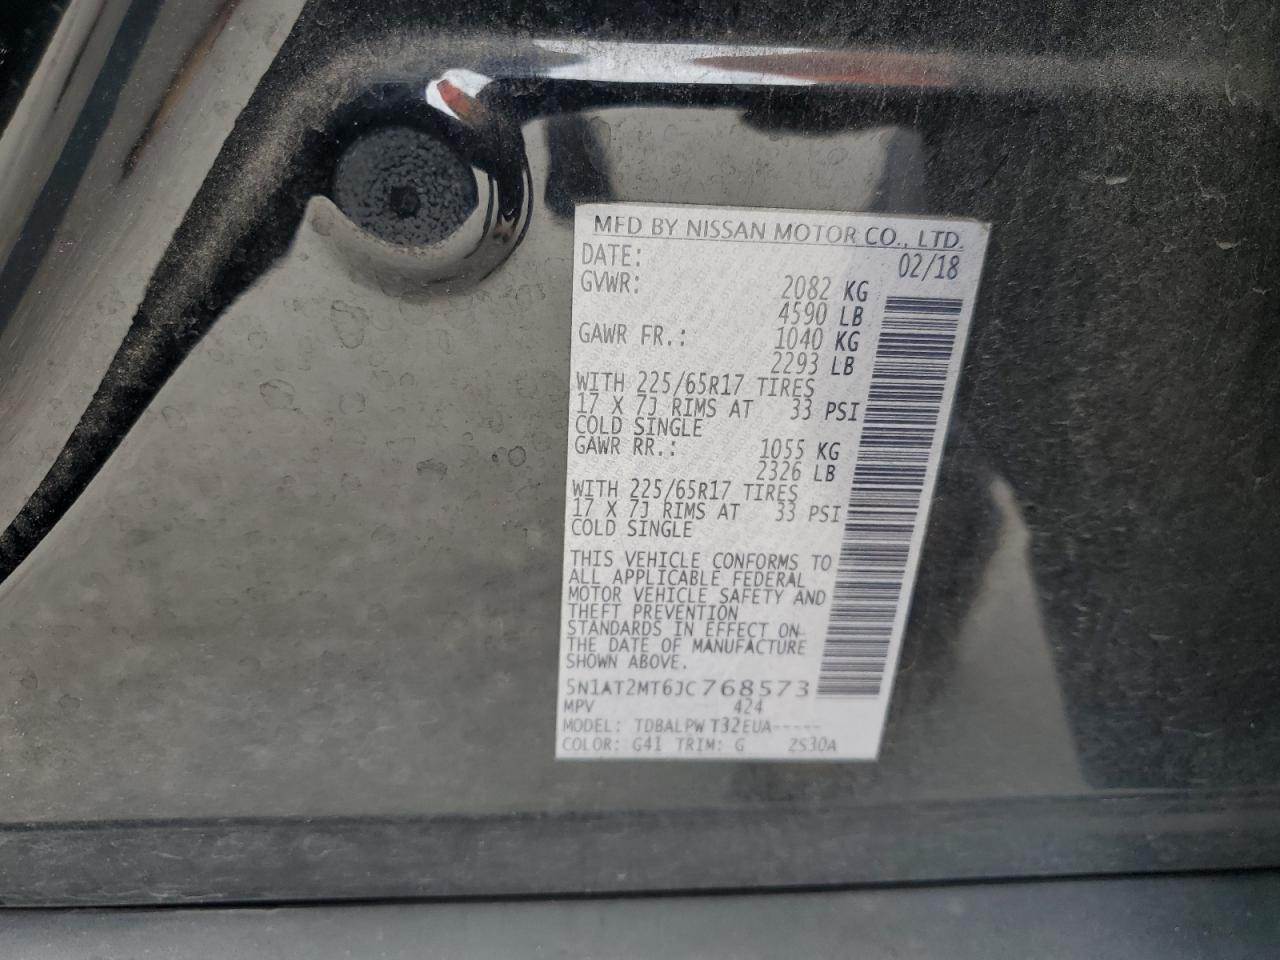 MFD BY NISSAN MOTOR CO., LTD.
DATE: 02/18
GVWR: 2082 KG
4590 LB
GAWR FR.: 1040 KG
2293 LB
WITH 225/65R17 TIRES
17 X 7J RIMS AT 33 PSI
COLD SINGLE
GAWR RR.: 1055 KG
2326 LB
WITH 225/65R17 TIRES
17 X 7J RIMS AT 33 PSI
COLD SINGLE
THIS VEHICLE CONFORMS TO
ALL APPLICABLE FEDERAL
MOTOR VEHICLE SAFETY AND
THEFT PREVENTION
STANDARDS IN EFFECT ON
THE DATE OF MANUFACTURE
SHOWN ABOVE.
5N1AT2MT6JC768573
MPV 424
MODEL: TDBALPW T32EUA-----
COLOR: G41 TRIM: G ZS30A